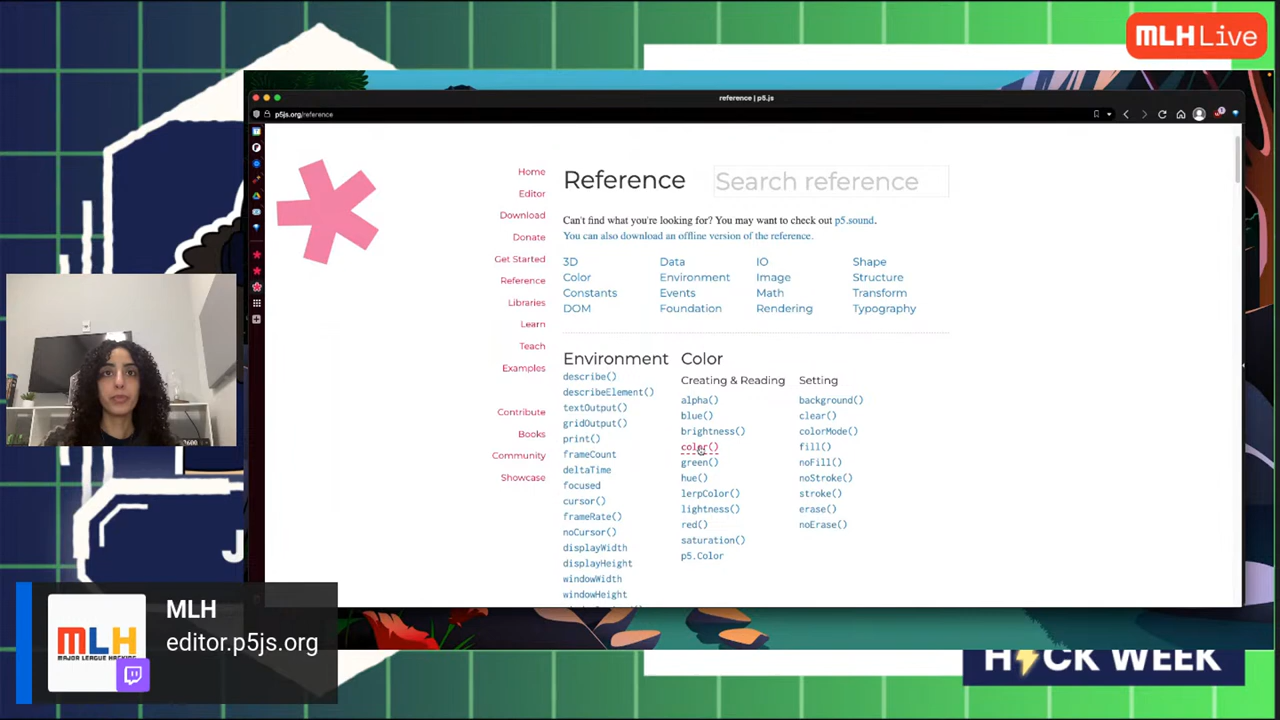 MLH Live
reference | p5.js
p5js.org/reference
Home
Editor
Download
Donate
Get Started
Reference
Libraries
Learn
Teach
Examples
Contribute
Books
Community
Showcase
Reference
Search reference
Can't find what you're looking for? You may want to check out p5.sound.
You can also download an offline version of the reference.
3D
Color
Constants
DOM
Data
Environment
Events
Foundation
IO
Image
Math
Rendering
Shape
Structure
Transform
Typography
Environment
describe()
describeElement()
textOutput()
gridOutput()
print()
frameCount
deltaTime
focused
cursor()
frameRate()
noCursor()
displayWidth
displayHeight
windowWidth
windowHeight
Color
Creating & Reading
alpha()
blue()
brightness()
color()
green()
hue()
lerpColor()
lightness()
red()
saturation()
p5.Color
Setting
background()
clear()
colorMode()
fill()
noFill()
noStroke()
stroke()
erase()
noErase()
MLH
MAJOR LEAGUE HACKING
MLH
editor.p5js.org
HACK WEEK